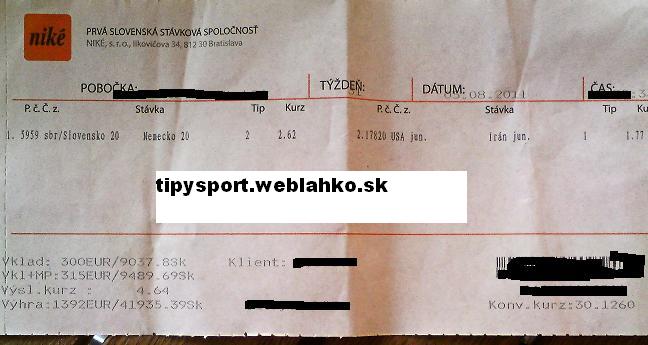 niké
PRVÁ SLOVENSKÁ STÁVKOVÁ SPOLOČNOSŤ
NIKE, s. r. o., Ilkovičova 34, 812 30 Bratislava
POBOČKA: TÝŽDEŇ: 31 DÁTUM: 03.08.2011 ČAS:
P. č. Č. z. Stávka Tip Kurz P. č. Č. z. Stávka Tip Kurz
1. 5959 sbr/Slovensko 20 Nemecko 20 2 2.62 2.17820 USA jun. Irán jun. 1 1.77
tipysport.weblahko.sk
Vklad: 300EUR/9037.8Sk Klient:
Vkl+MP:315EUR/9489.69Sk
Vysl.kurz : 4.64
Vyhra:1392EUR/41935.39Sk Konv.kurz:30.1260